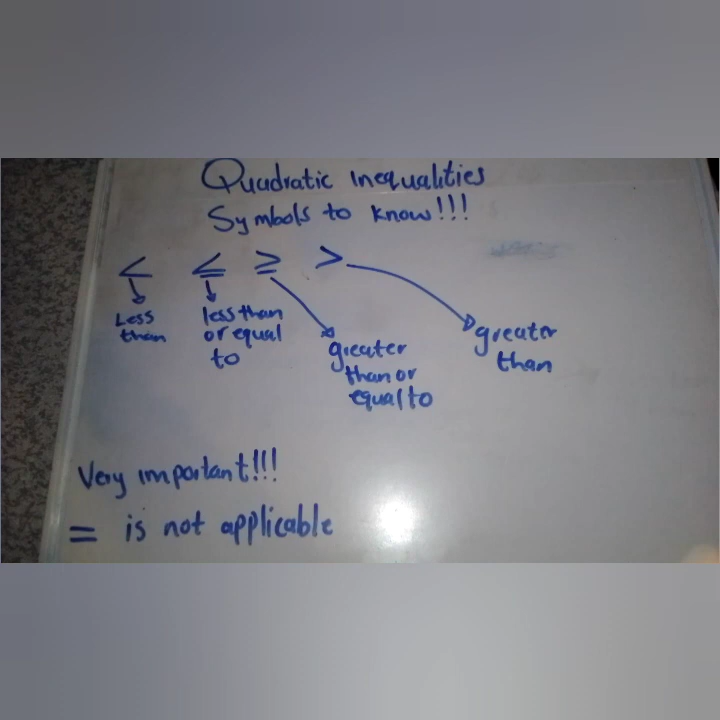 Quadratic inequalities
Symbols to know!!!
< ≤ ≥ >
Less
than
less than
or equal
to
greater
than or
equal to
greater
than
Very important!!!
= is not applicable